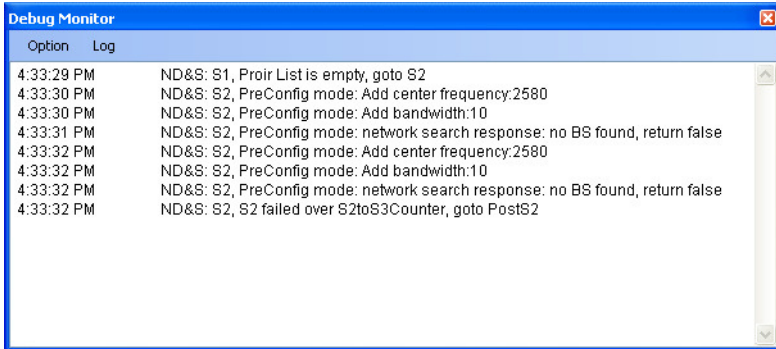 Debug Monitor
Option Log
4:33:29 PM ND&S: S1, Proir List is empty, goto S2
4:33:30 PM ND&S: S2, PreConfig mode: Add center frequency:2580
4:33:30 PM ND&S: S2, PreConfig mode: Add bandwidth:10
4:33:31 PM ND&S: S2, PreConfig mode: network search response: no BS found, return false
4:33:32 PM ND&S: S2, PreConfig mode: Add center frequency:2580
4:33:32 PM ND&S: S2, PreConfig mode: Add bandwidth:10
4:33:32 PM ND&S: S2, PreConfig mode: network search response: no BS found, return false
4:33:32 PM ND&S: S2, S2 failed over S2toS3Counter, goto PostS2